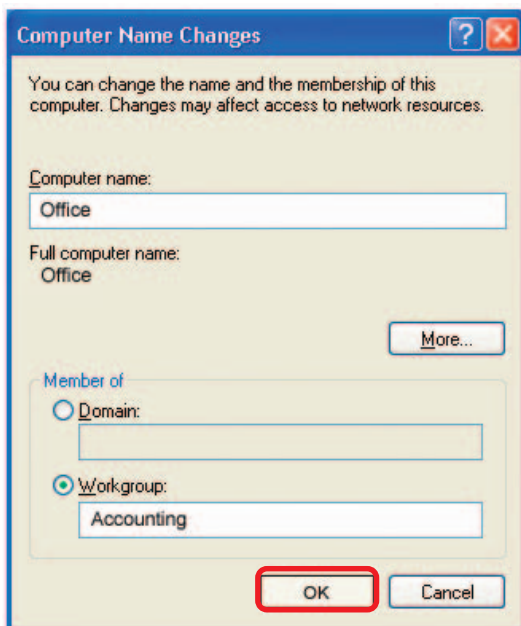 Computer Name Changes
You can change the name and the membership of this
computer. Changes may affect access to network resources.
Computer name:
Office
Full computer name:
Office
More...
Member of
Domain:
Workgroup:
Accounting
OK Cancel